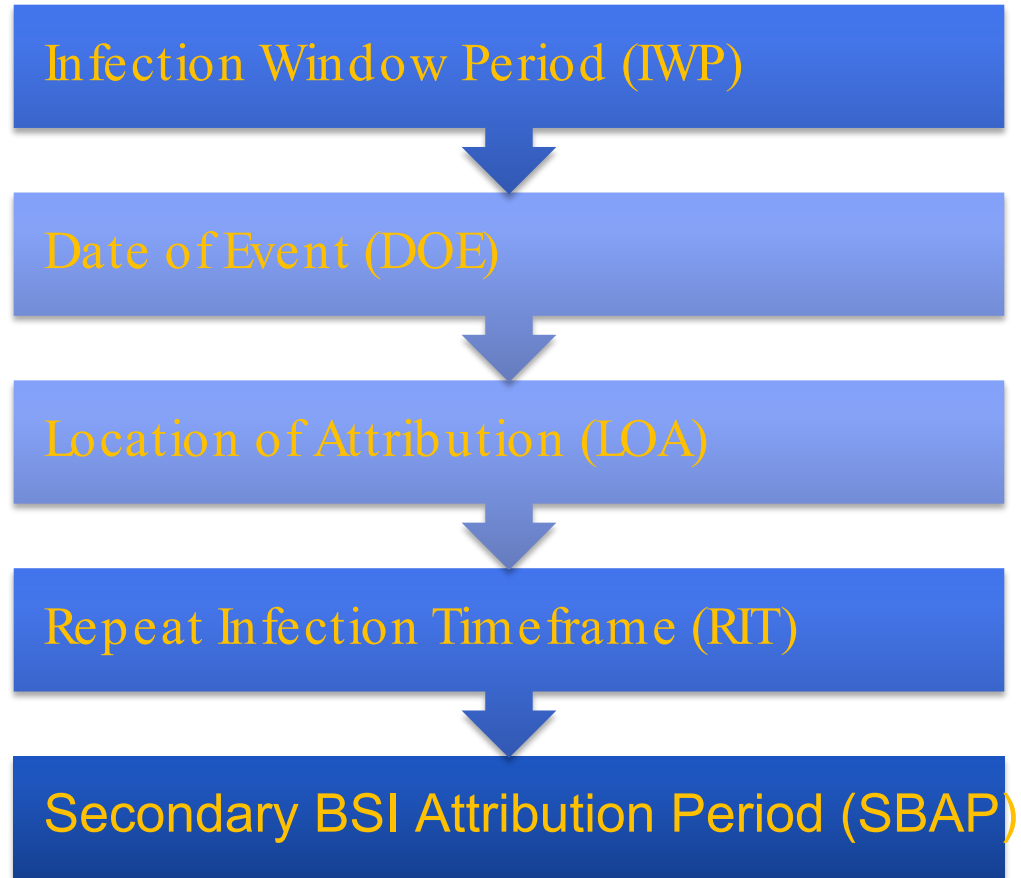 Infection Window Period (IWP)
Date of Event (DOE)
Location of Attribution (LOA)
Repeat Infection Timeframe (RIT)
Secondary BSI Attribution Period (SBAP)